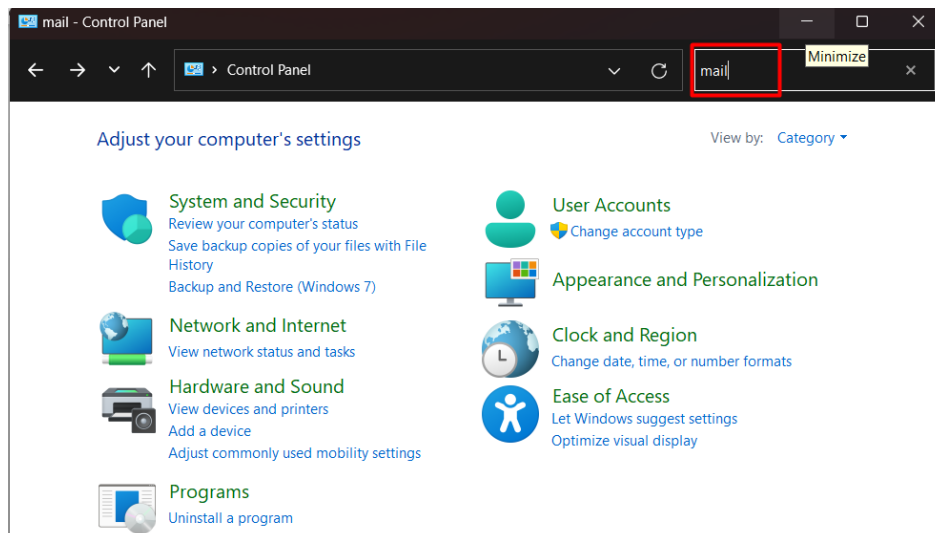 mail - Control Panel
Control Panel
mail
Minimize
Adjust your computer's settings
View by: Category
System and Security
Review your computer's status
Save backup copies of your files with File
History
Backup and Restore (Windows 7)
Network and Internet
View network status and tasks
Hardware and Sound
View devices and printers
Add a device
Adjust commonly used mobility settings
Programs
Uninstall a program
User Accounts
Change account type
Appearance and Personalization
Clock and Region
Change date, time, or number formats
Ease of Access
Let Windows suggest settings
Optimize visual display